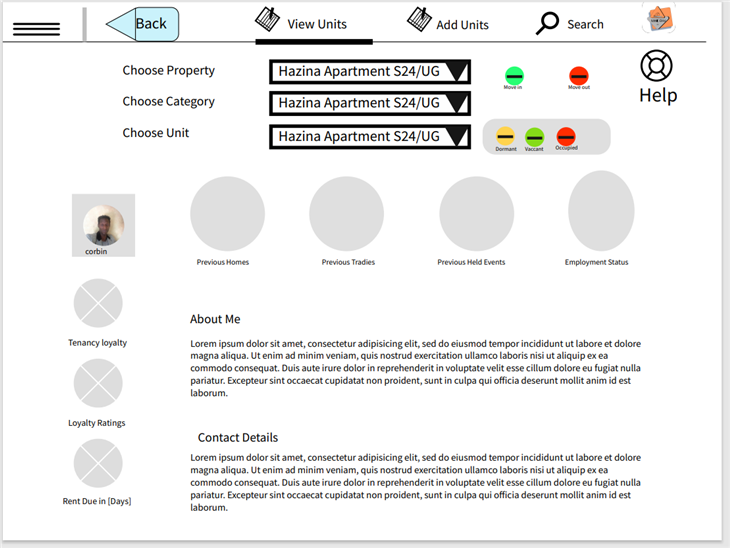 Back
View Units
Add Units
Search
Choose Property
Hazina Apartment S24/UG
Move in
Move out
Help
Choose Category
Hazina Apartment S24/UG
Choose Unit
Hazina Apartment S24/UG
Dormant
Vaccant
Occupied
corbin
Previous Homes
Previous Tradies
Previous Held Events
Employment Status
Tenancy loyalty
Loyalty Ratings
Rent Due in [Days]
About Me
Lorem ipsum dolor sit amet, consectetur adipisicing elit, sed do eiusmod tempor incididunt ut labore et dolore
magna aliqua. Ut enim ad minim veniam, quis nostrud exercitation ullamco laboris nisi ut aliquip ex ea
commodo consequat. Duis aute irure dolor in reprehenderit in voluptate velit esse cillum dolore eu fugiat nulla
pariatur. Excepteur sint occaecat cupidatat non proident, sunt in culpa qui officia deserunt mollit anim id est
laborum.
Contact Details
Lorem ipsum dolor sit amet, consectetur adipisicing elit, sed do eiusmod tempor incididunt ut labore et dolore
magna aliqua. Ut enim ad minim veniam, quis nostrud exercitation ullamco laboris nisi ut aliquip ex ea
commodo consequat. Duis aute irure dolor in reprehenderit in voluptate velit esse cillum dolore eu fugiat nulla
pariatur. Excepteur sint occaecat cupidatat non proident, sunt in culpa qui officia deserunt mollit anim id est
laborum.